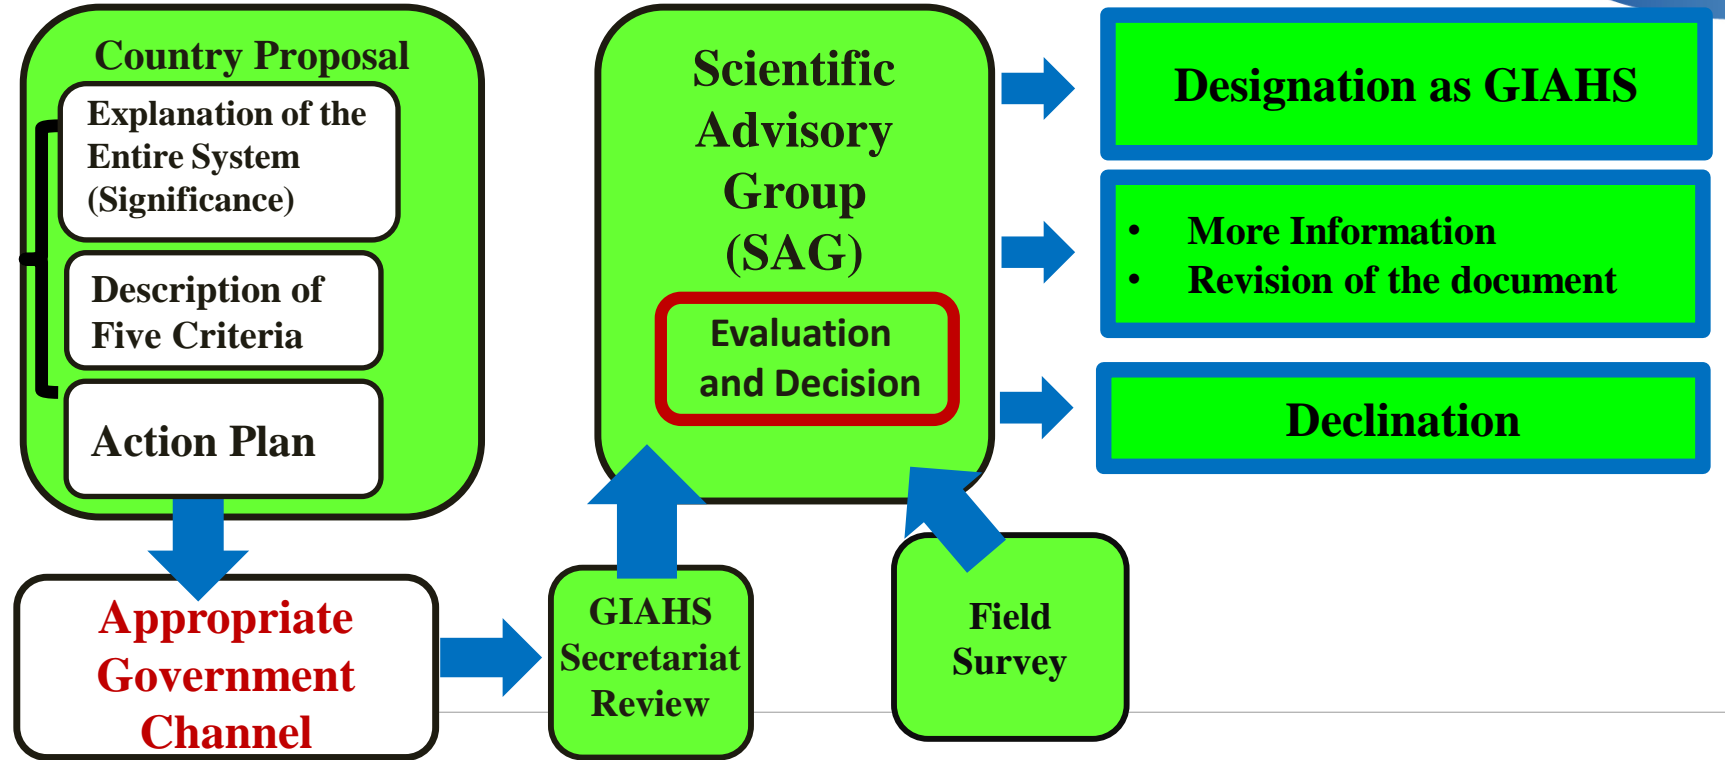 Country Proposal
Explanation of the
Entire System
(Significance)
Description of
Five Criteria
Action Plan
Appropriate
Government
Channel
GIAHS
Secretariat
Review
Scientific
Advisory
Group
(SAG)
Evaluation
and Decision
Field
Survey
Designation as GIAHS
• More Information
• Revision of the document
Declination